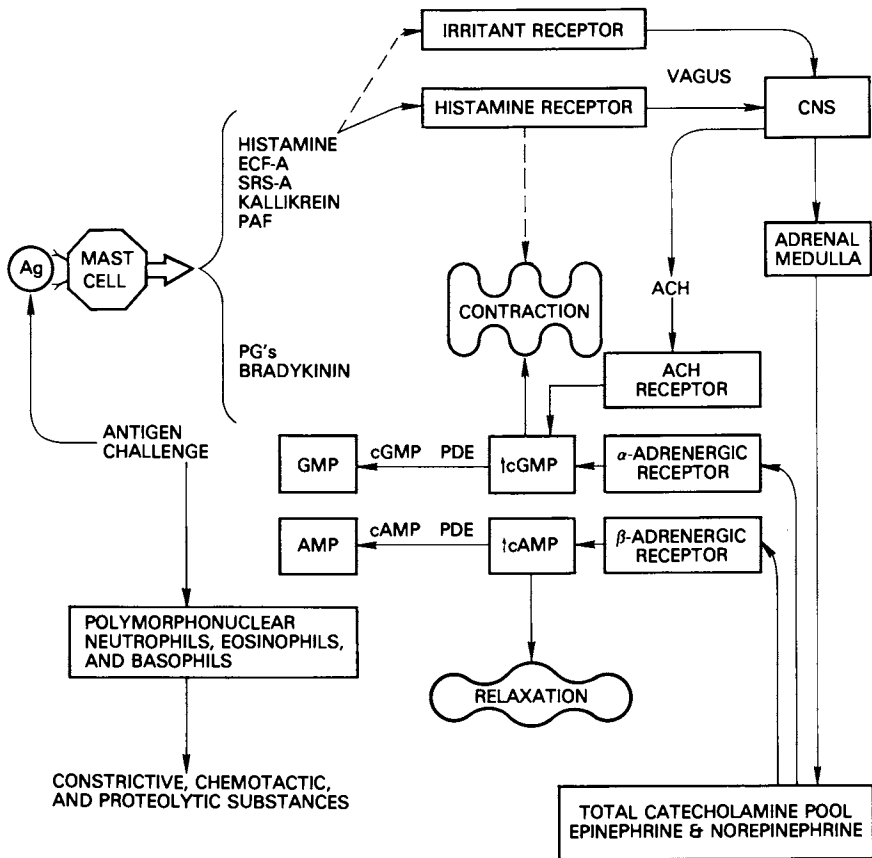 IRRITANT RECEPTOR
VAGUS
HISTAMINE RECEPTOR
CNS
HISTAMINE
ECF-A
SRS-A
KALLIKREIN
PAF
ADRENAL
MEDULLA
Ag
MAST
CELL
ACH
CONTRACTION
PG's
BRADYKININ
ACH
RECEPTOR
ANTIGEN
CHALLENGE
GMP
cGMP PDE
↑cGMP
α-ADRENERGIC
RECEPTOR
AMP
cAMP PDE
↑cAMP
β-ADRENERGIC
RECEPTOR
POLYMORPHONUCLEAR
NEUTROPHILS, EOSINOPHILS,
AND BASOPHILS
RELAXATION
CONSTRICTIVE, CHEMOTACTIC,
AND PROTEOLYTIC SUBSTANCES
TOTAL CATECHOLAMINE POOL
EPINEPHRINE & NOREPINEPHRINE